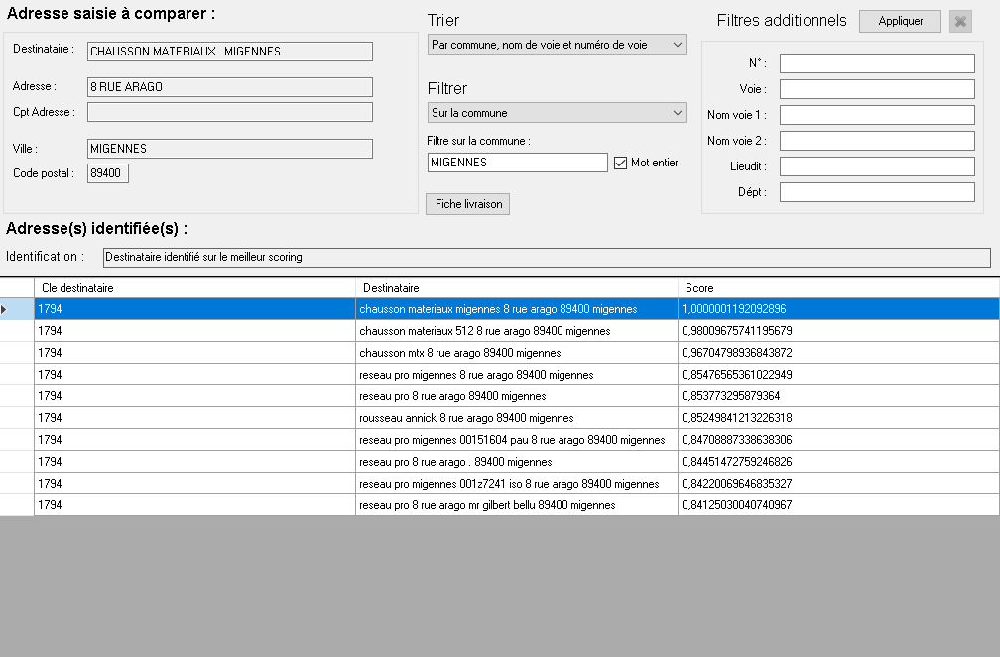 Adresse saisie à comparer :
Destinataire :
CHAUSSON MATERIAUX   MIGENNES
Adresse :
8 RUE ARAGO
Cpt Adresse :
Ville :
MIGENNES
Code postal :
89400
Trier
Par commune, nom de voie et numéro de voie
Filtrer
Sur la commune
Filtre sur la commune :
MIGENNES
Mot entier
Fiche livraison
Filtres additionnels
Appliquer
N° :
Voie :
Nom voie 1 :
Nom voie 2 :
Lieudit :
Dépt :
Adresse(s) identifiée(s) :
Identification :
Destinataire identifié sur le meilleur scoring
Cle destinataire Destinataire Score
1794 chausson materiaux migennes 8 rue arago 89400 migennes 1,0000001192092896
1794 chausson materiaux 512 8 rue arago 89400 migennes 0,98009675741195679
1794 chausson mtx 8 rue arago 89400 migennes 0,96704798936843872
1794 reseau pro migennes 8 rue arago 89400 migennes 0,85476565361022949
1794 reseau pro 8 rue arago 89400 migennes 0,853773295879364
1794 rousseau annick 8 rue arago 89400 migennes 0,85249841213226318
1794 reseau pro migennes 00151604 pau 8 rue arago 89400 migennes 0,84708887338638306
1794 reseau pro 8 rue arago . 89400 migennes 0,84451472759246826
1794 reseau pro migennes 001z7241 iso 8 rue arago 89400 migennes 0,84220069646835327
1794 reseau pro 8 rue arago mr gilbert bellu 89400 migennes 0,84125030040740967